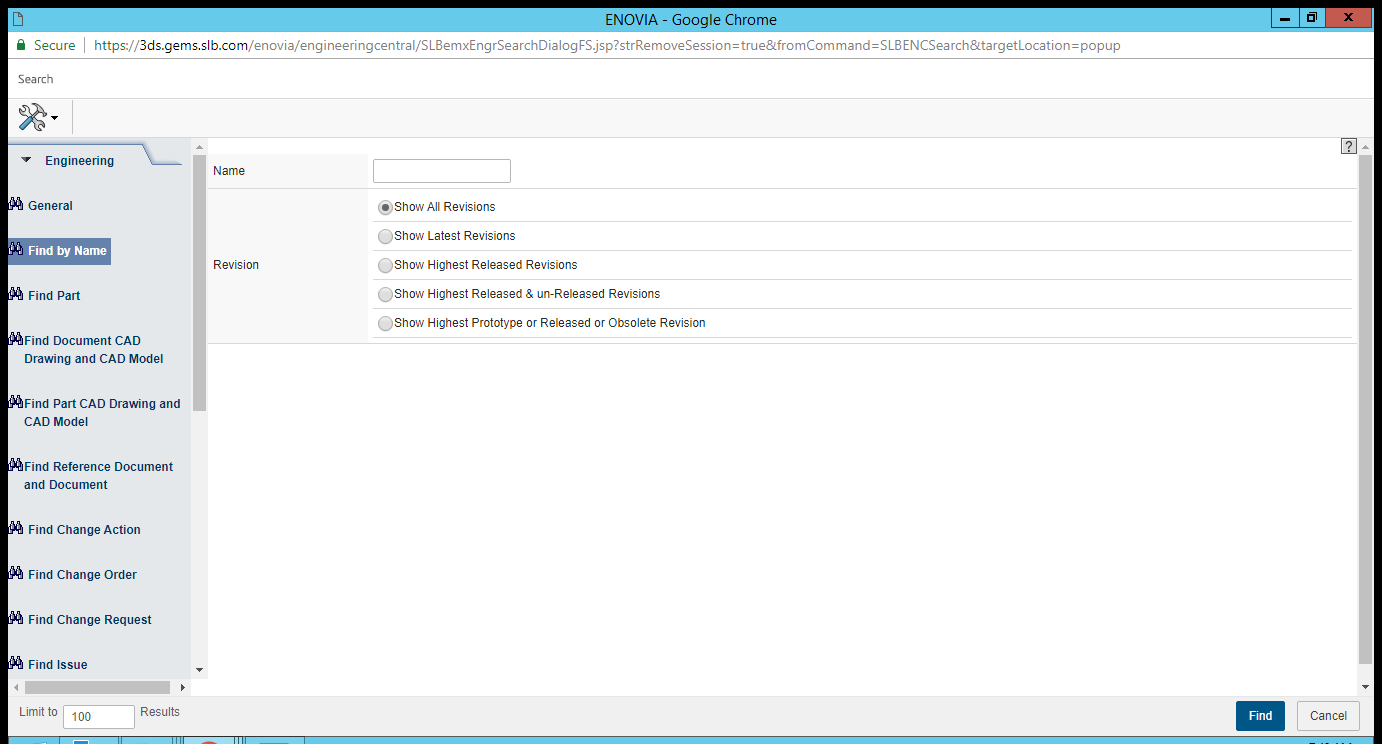 ENOVIA - Google Chrome
Secure https://3ds.gems.slb.com/enovia/engineeringcentral/SLBemxEngrSearchDialogFS.jsp?strRemoveSession=true&fromCommand=SLBENCSearch&targetLocation=popup
Search
Engineering
General
Find by Name
Find Part
Find Document CAD
Drawing and CAD Model
Find Part CAD Drawing and
CAD Model
Find Reference Document
and Document
Find Change Action
Find Change Order
Find Change Request
Find Issue
?
Name
Revision
Show All Revisions
Show Latest Revisions
Show Highest Released Revisions
Show Highest Released & un-Released Revisions
Show Highest Prototype or Released or Obsolete Revision
Limit to 100 Results
Find Cancel